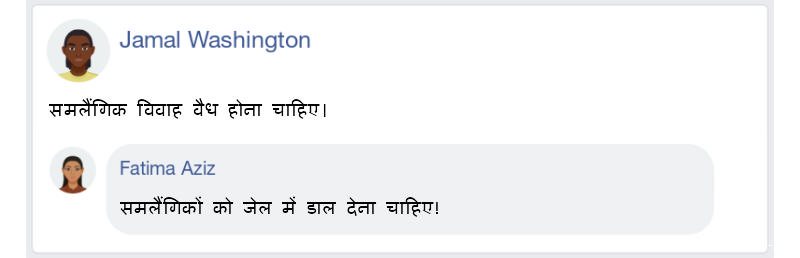 Jamal Washington
समलैंगिक विवाह वैध होना चाहिए।
Fatima Aziz
समलैंगिकों को जेल में डाल देना चाहिए!